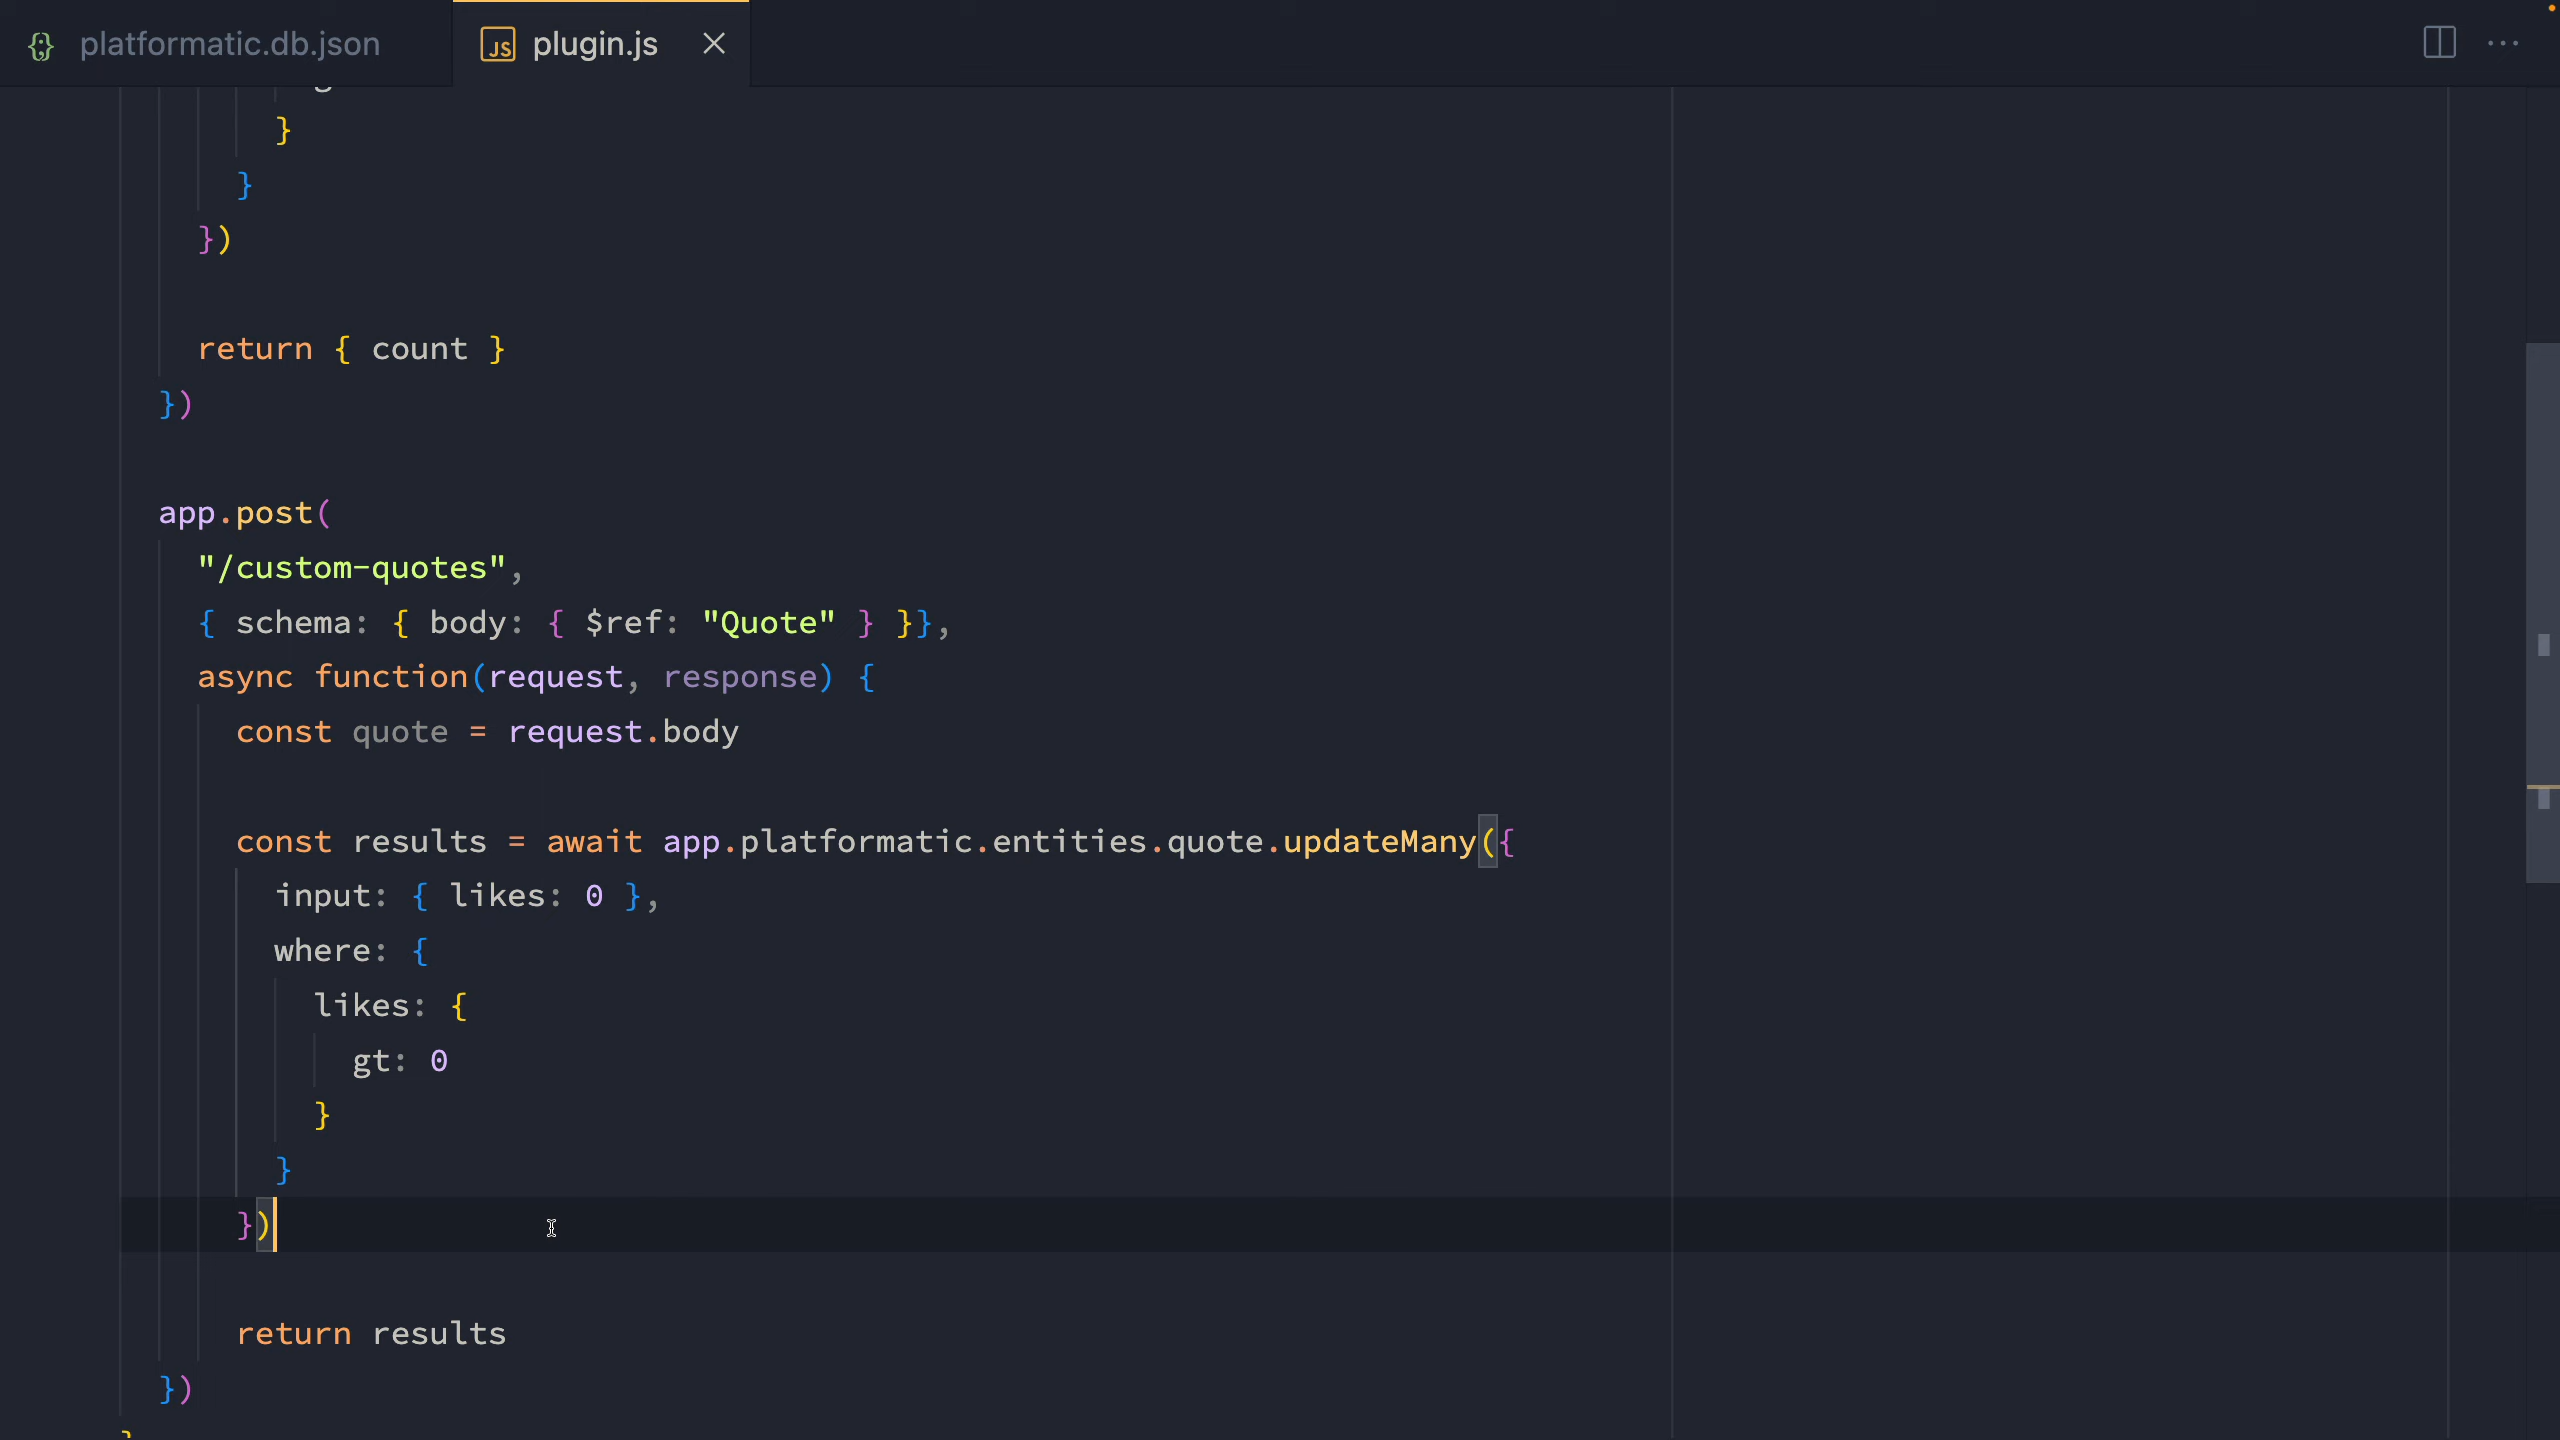 platformatic.db.json
JS plugin.js
}
}
})
return { count }
})
app.post(
"/custom-quotes",
{ schema: { body: { $ref: "Quote" } }},
async function(request, response) {
const quote = request.body
const results = await app.platformatic.entities.quote.updateMany({
input: { likes: 0 },
where: {
likes: {
gt: 0
}
}
})
return results
})